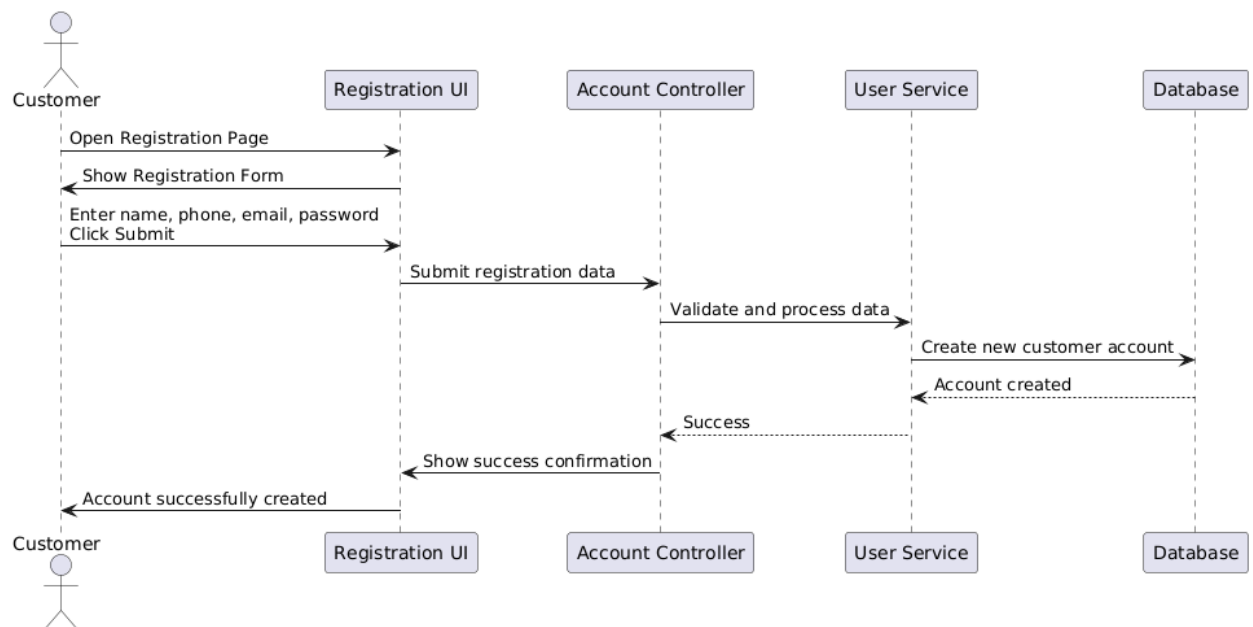 Customer
Registration UI
Account Controller
User Service
Database
Open Registration Page
Show Registration Form
Enter name, phone, email, password
Click Submit
Submit registration data
Validate and process data
Create new customer account
Account created
Success
Show success confirmation
Account successfully created
Customer
Registration UI
Account Controller
User Service
Database